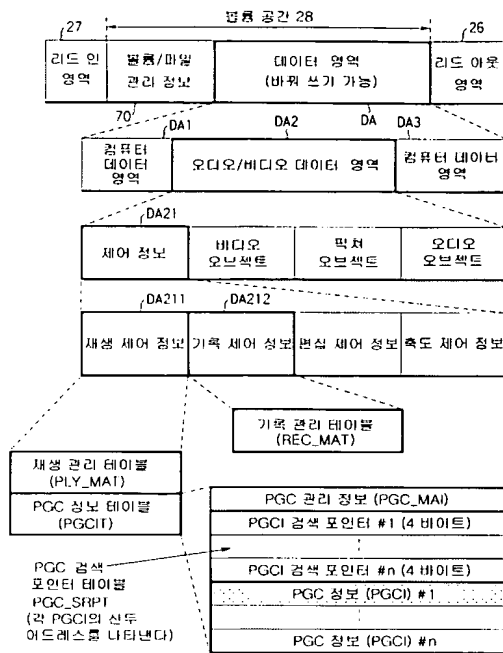 볼륨 공간 28
27
26
리드 인
영역
볼륨/파일
관리 정보
데이터 영역
(바꿔 쓰기 가능)
리드 아웃
영역
70
DA1
DA2
DA
DA3
컴퓨터
데이터
영역
오디오/비디오 데이터 영역
컴퓨터 데이터
영역
DA21
제어 정보
비디오
오브젝트
픽쳐
오브젝트
오디오
오브젝트
DA211
DA212
재생 제어 정보
기록 제어 정보
편집 제어 정보
축도 제어 정보
기록 관리 테이블
(REC_MAT)
재생 관리 테이블
(PLY_MAT)
PGC 정보 테이블
(PGCIT)
PGC 관리 정보 (PGC_MAI)
PGCI 검색 포인터 #1 (4 바이트)
PGCI 검색 포인터 #n (4 바이트)
PGC 정보 (PGCI) #1
PGC 정보 (PGCI) #n
PGC 검색
포인터 테이블
PGC_SRPT
(각 PGCI의 선두
어드레스를 나타낸다)